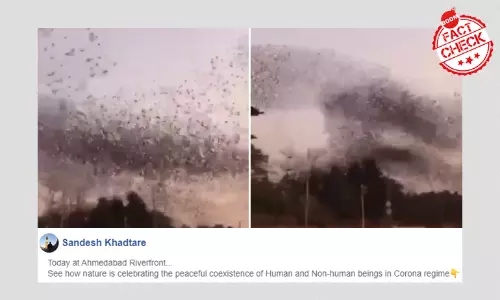 BOOM
FACT
CHECK
Sandesh Khadtare
Today at Ahmedabad Riverfront...
See how nature is celebrating the peaceful coexistence of Human and Non-human beings in Corona regime👇